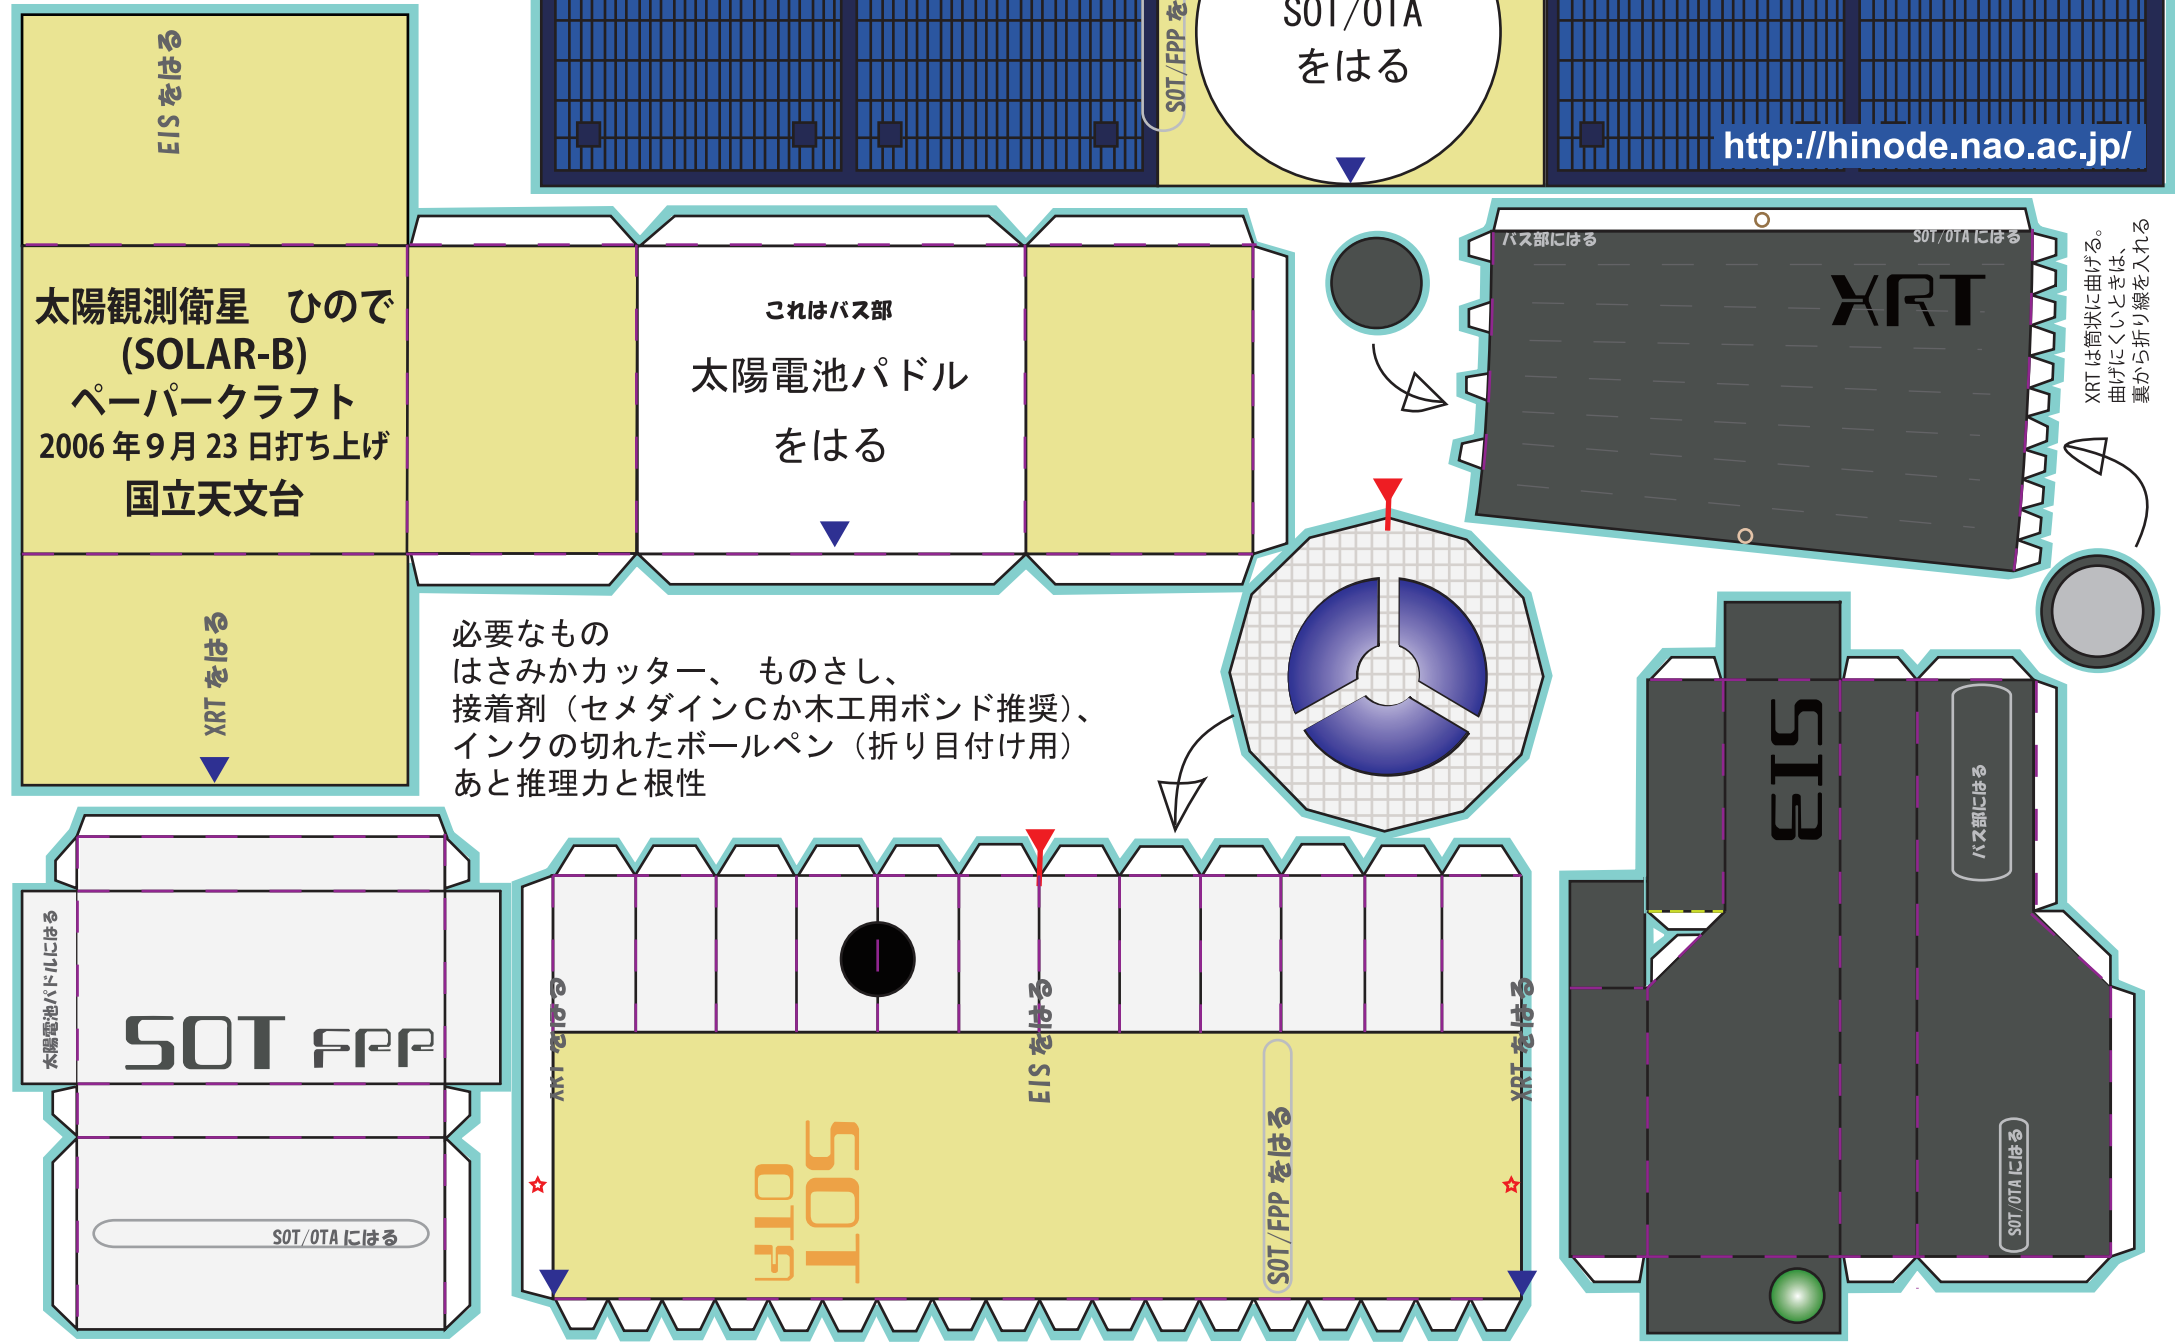 EISをはる
SOT/FPP を
SOT/OTA
をはる
http://hinode.nao.ac.jp/
太陽観測衛星　ひので
(SOLAR-B)
ペーパークラフト
2006 年９月 23 日打ち上げ
国立天文台
これはバス部
太陽電池パドル
をはる
バス部にはる
SOT/OTA にはる
XRT
XRT は筒状に曲げる。
曲げにくいときは、
裏から折り線を入れる
XRT をはる
必要なもの
はさみかカッター、 ものさし、
接着剤（セメダインＣか木工用ボンド推奨）、
インクの切れたボールペン（折り目付け用）
あと推理力と根性
EIS
バス部にはる
SOT/OTA にはる
太陽電池パドルにはる
SOT FPP
SOT/OTA にはる
XRT をはる
EIS をはる
XRT をはる
SOT
OTA
SOT/FPP をはる